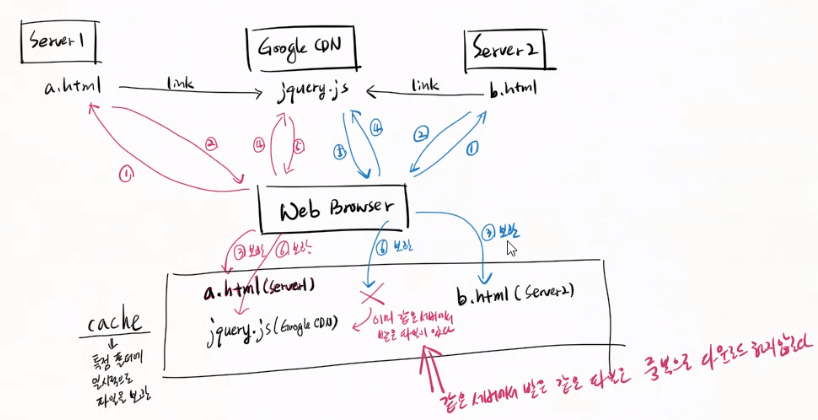 Server1
Google CDN
Server2
a.html
link
jquery.js
link
b.html
①
②
④
⑤
③
④
②
①
Web Browser
③ 보관
⑥ 보관
⑥ 보관
③ 보관
a.html (Server1)
b.html (Server2)
jquery.js (Google CDN)
이미 같은 서버에서
받은 파일이 있다
cache
특정 폴더에
일시적으로
파일을 보관
같은 서버에서 받은 같은 파일은 중복으로 다운로드 하지않는다